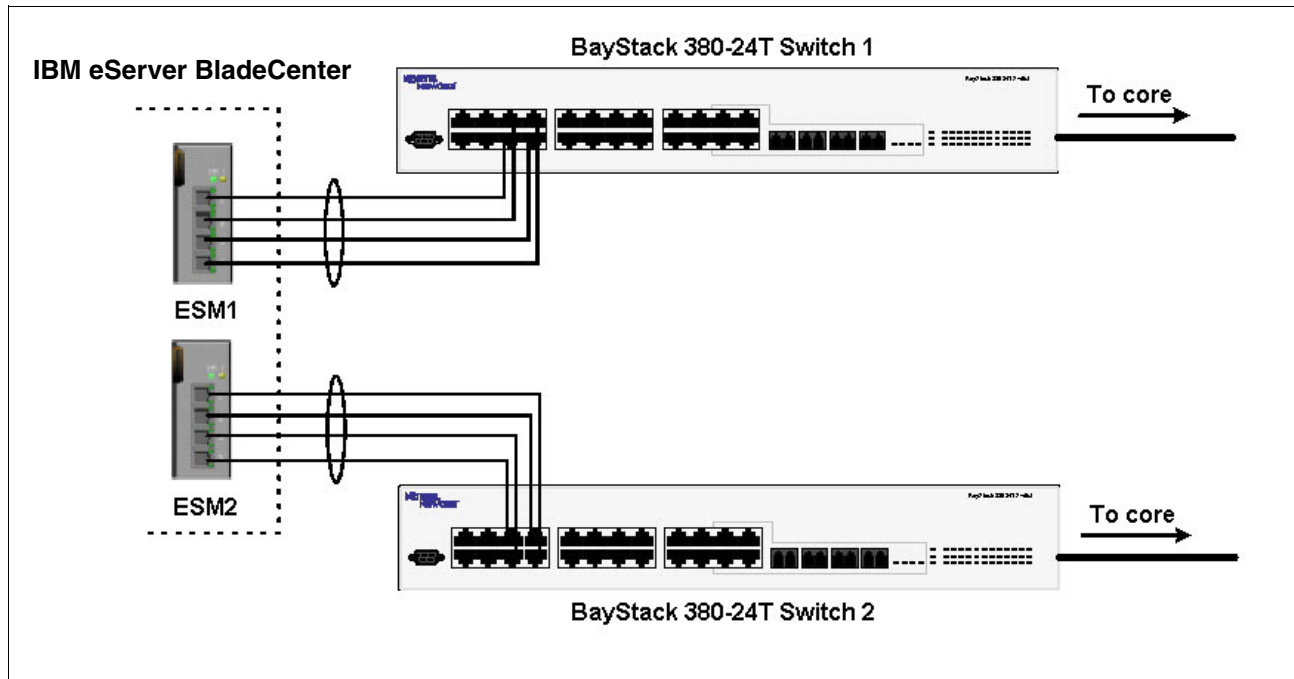 BayStack 380-24T Switch 1
IBM eServer BladeCenter
To core
ESM1
ESM2
To core
BayStack 380-24T Switch 2